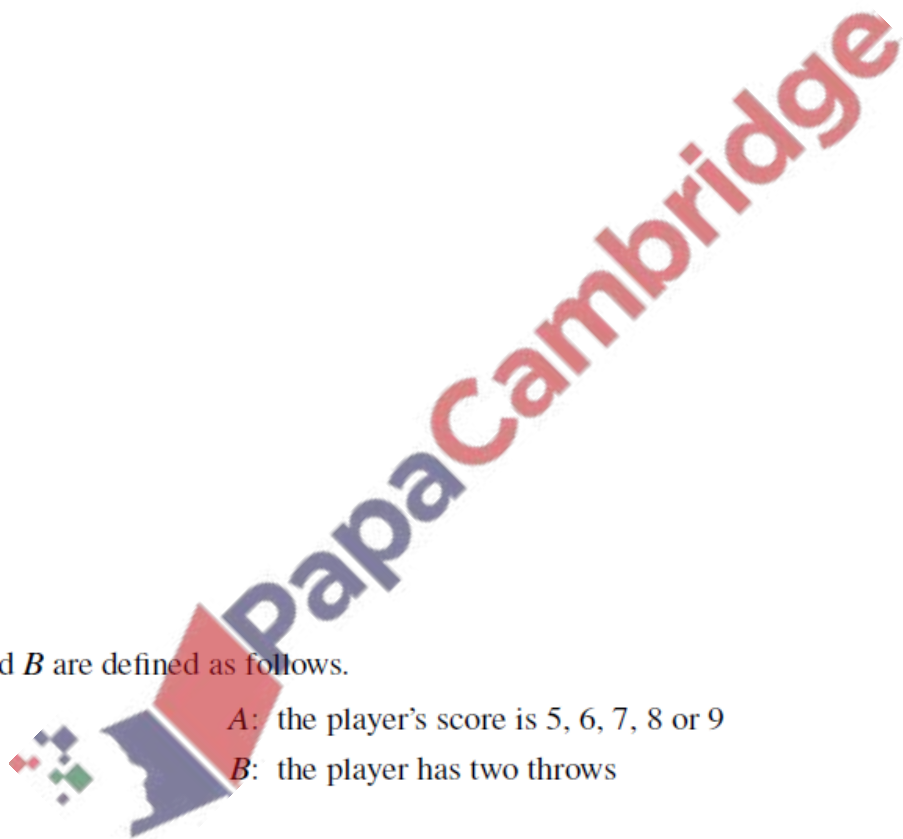 PapaCambridge
d B are defined as follows.
A: the player's score is 5, 6, 7, 8 or 9
B: the player has two throws